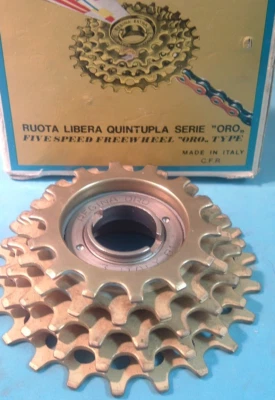 RUOTA LIBERA QUINTUPLA SERIE "ORO„
FIVE SPEED FREEWHEEL "ORO„ TYPE
MADE IN ITALY
C.F.R.